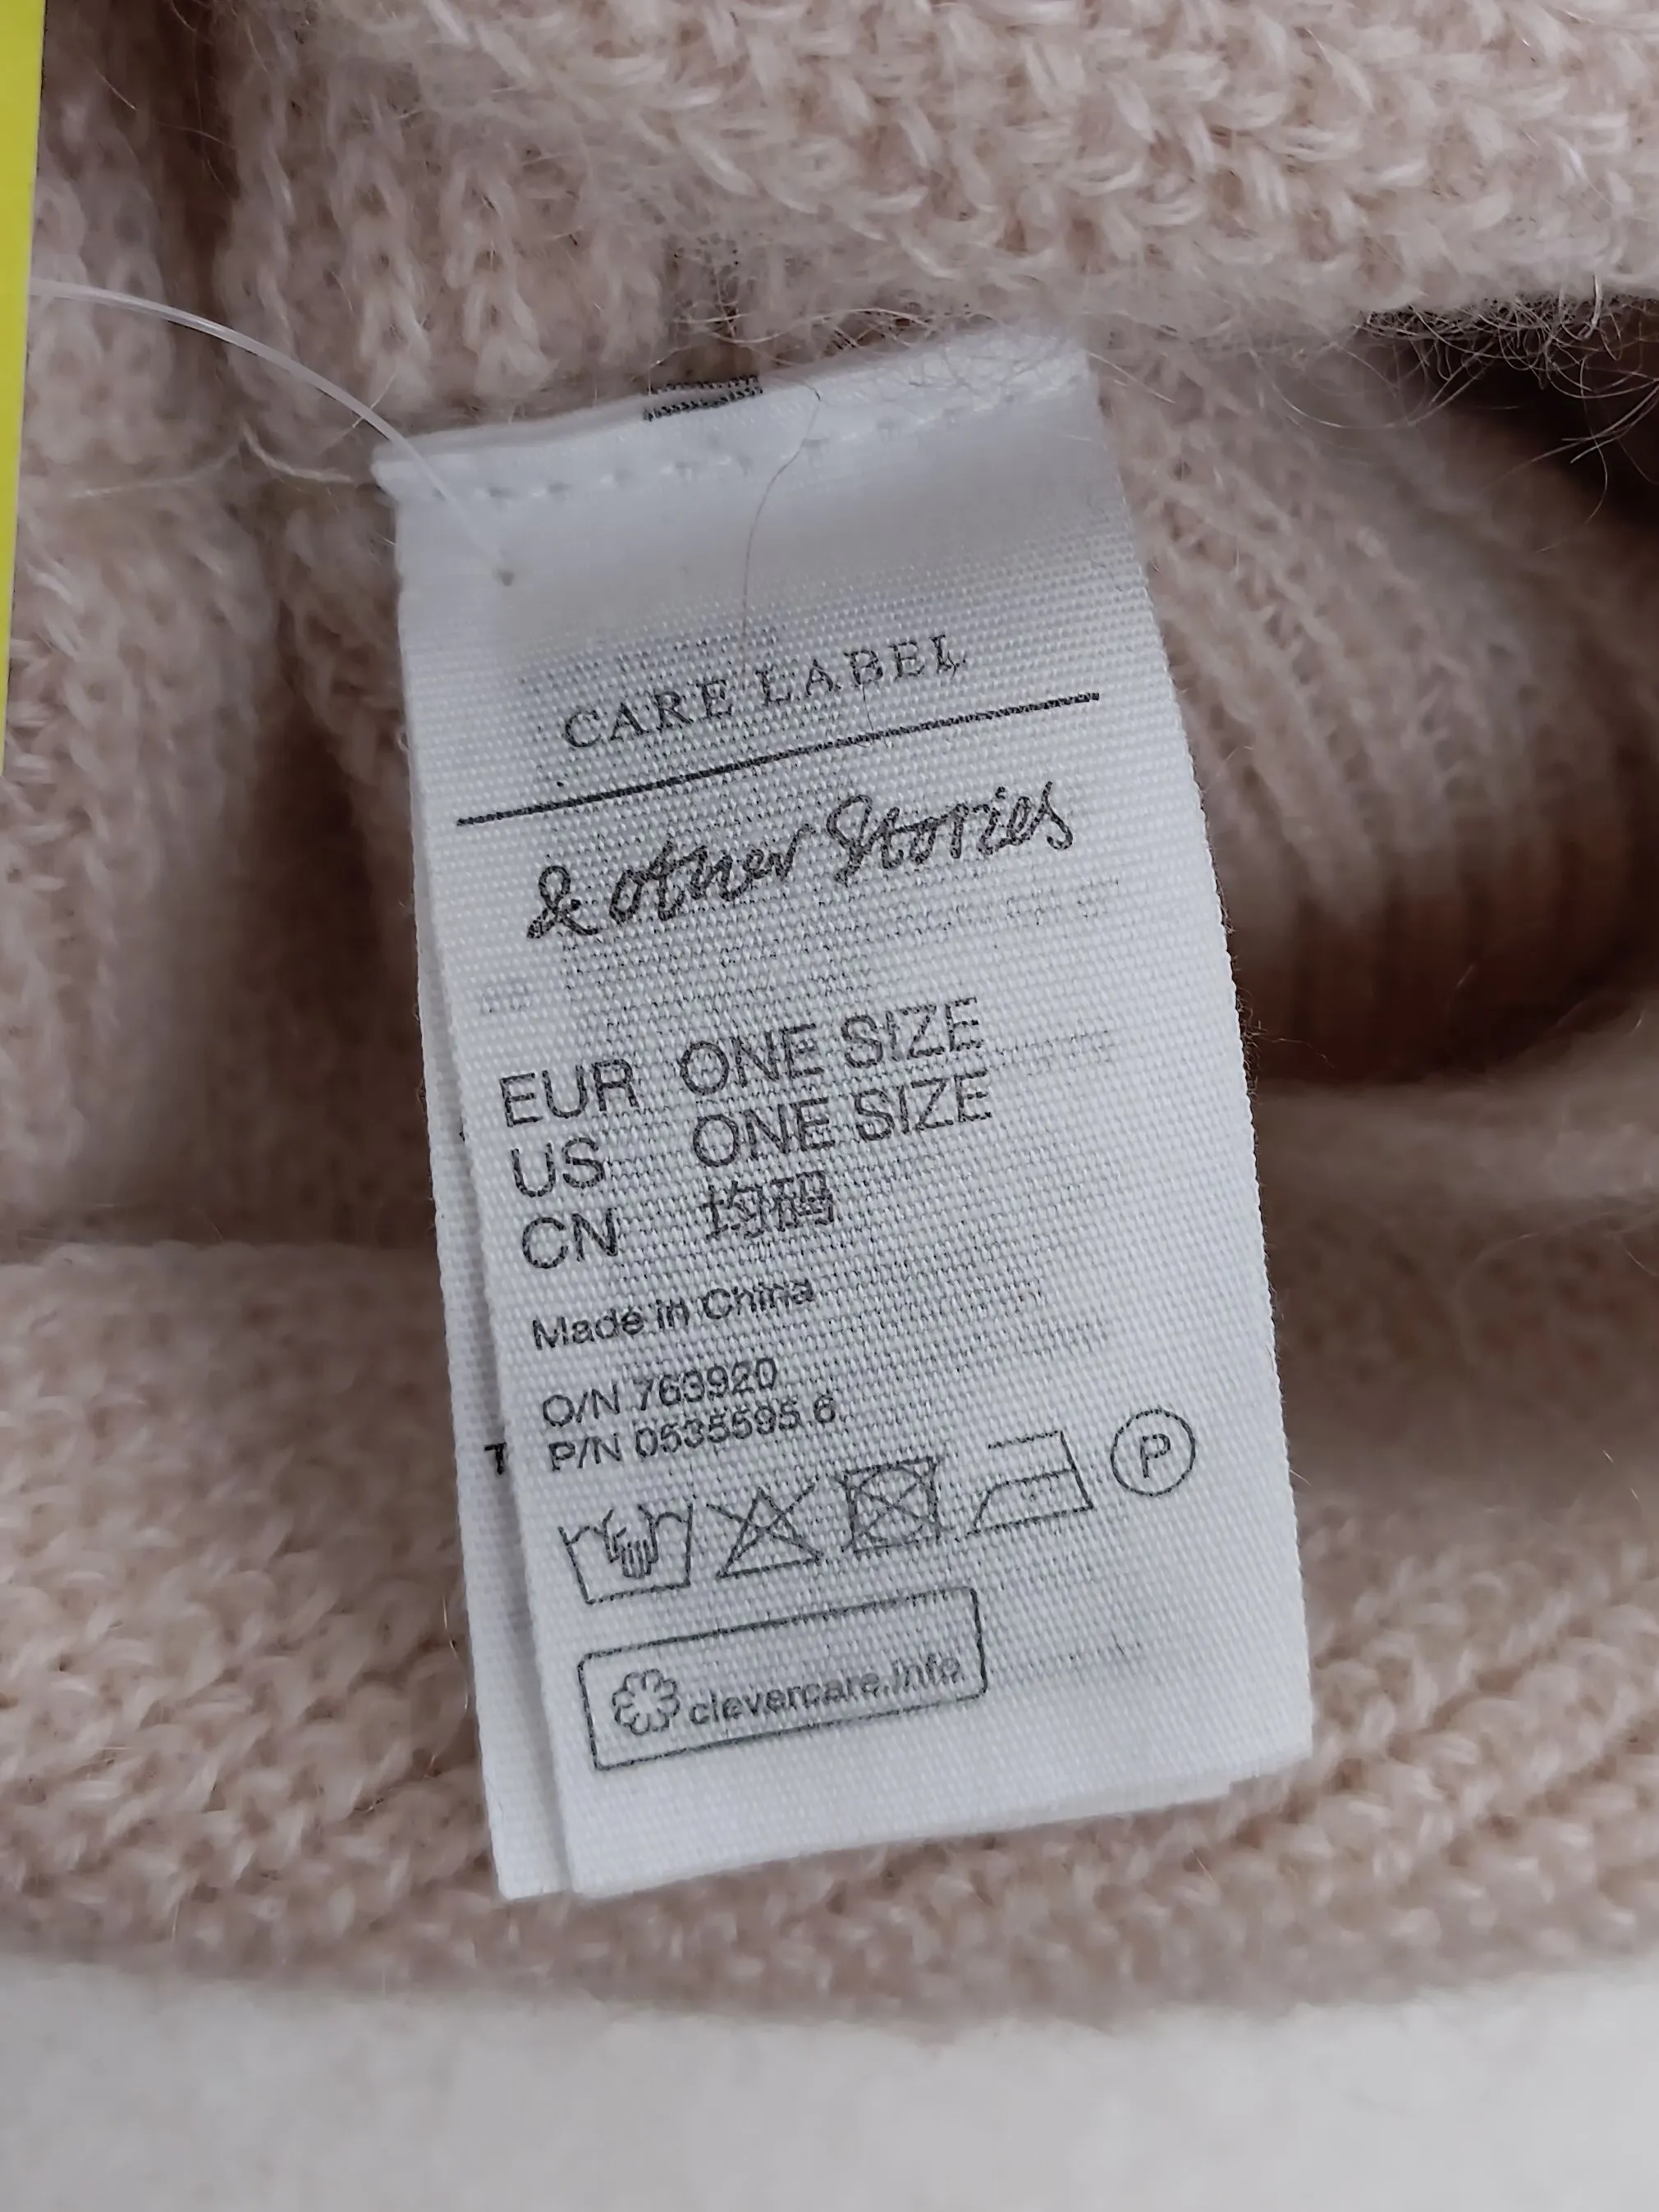 CARE LABEL
& other Stories
EUR ONE SIZE
US ONE SIZE
CN 均码
Made in China
O/N 763920
P/N 0535595.6
P
clevercare.info